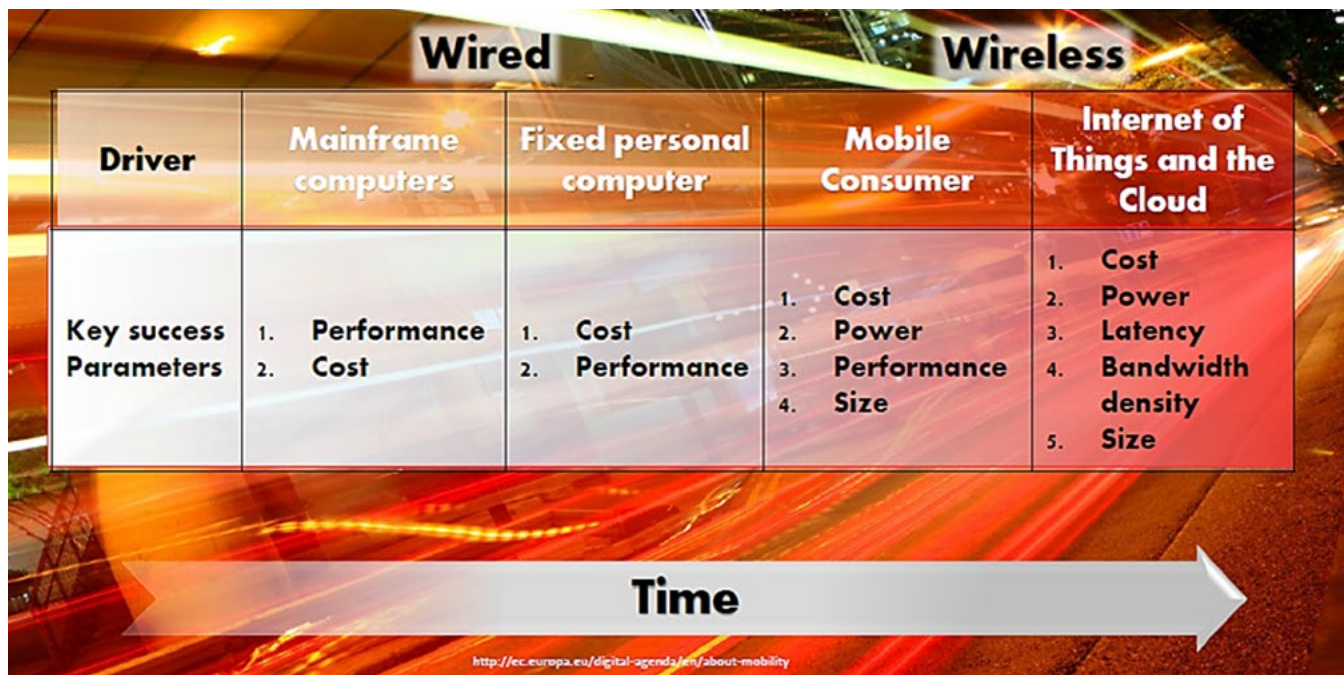 Wired
Wireless
Driver
Mainframe
computers
Fixed personal
computer
Mobile
Consumer
Internet of
Things and the
Cloud
Key success
Parameters
1. Performance
2. Cost
1. Cost
2. Performance
1. Cost
2. Power
3. Performance
4. Size
1. Cost
2. Power
3. Latency
4. Bandwidth
density
5. Size
Time
http://ec.europa.eu/digital-agenda/en/about-mobility